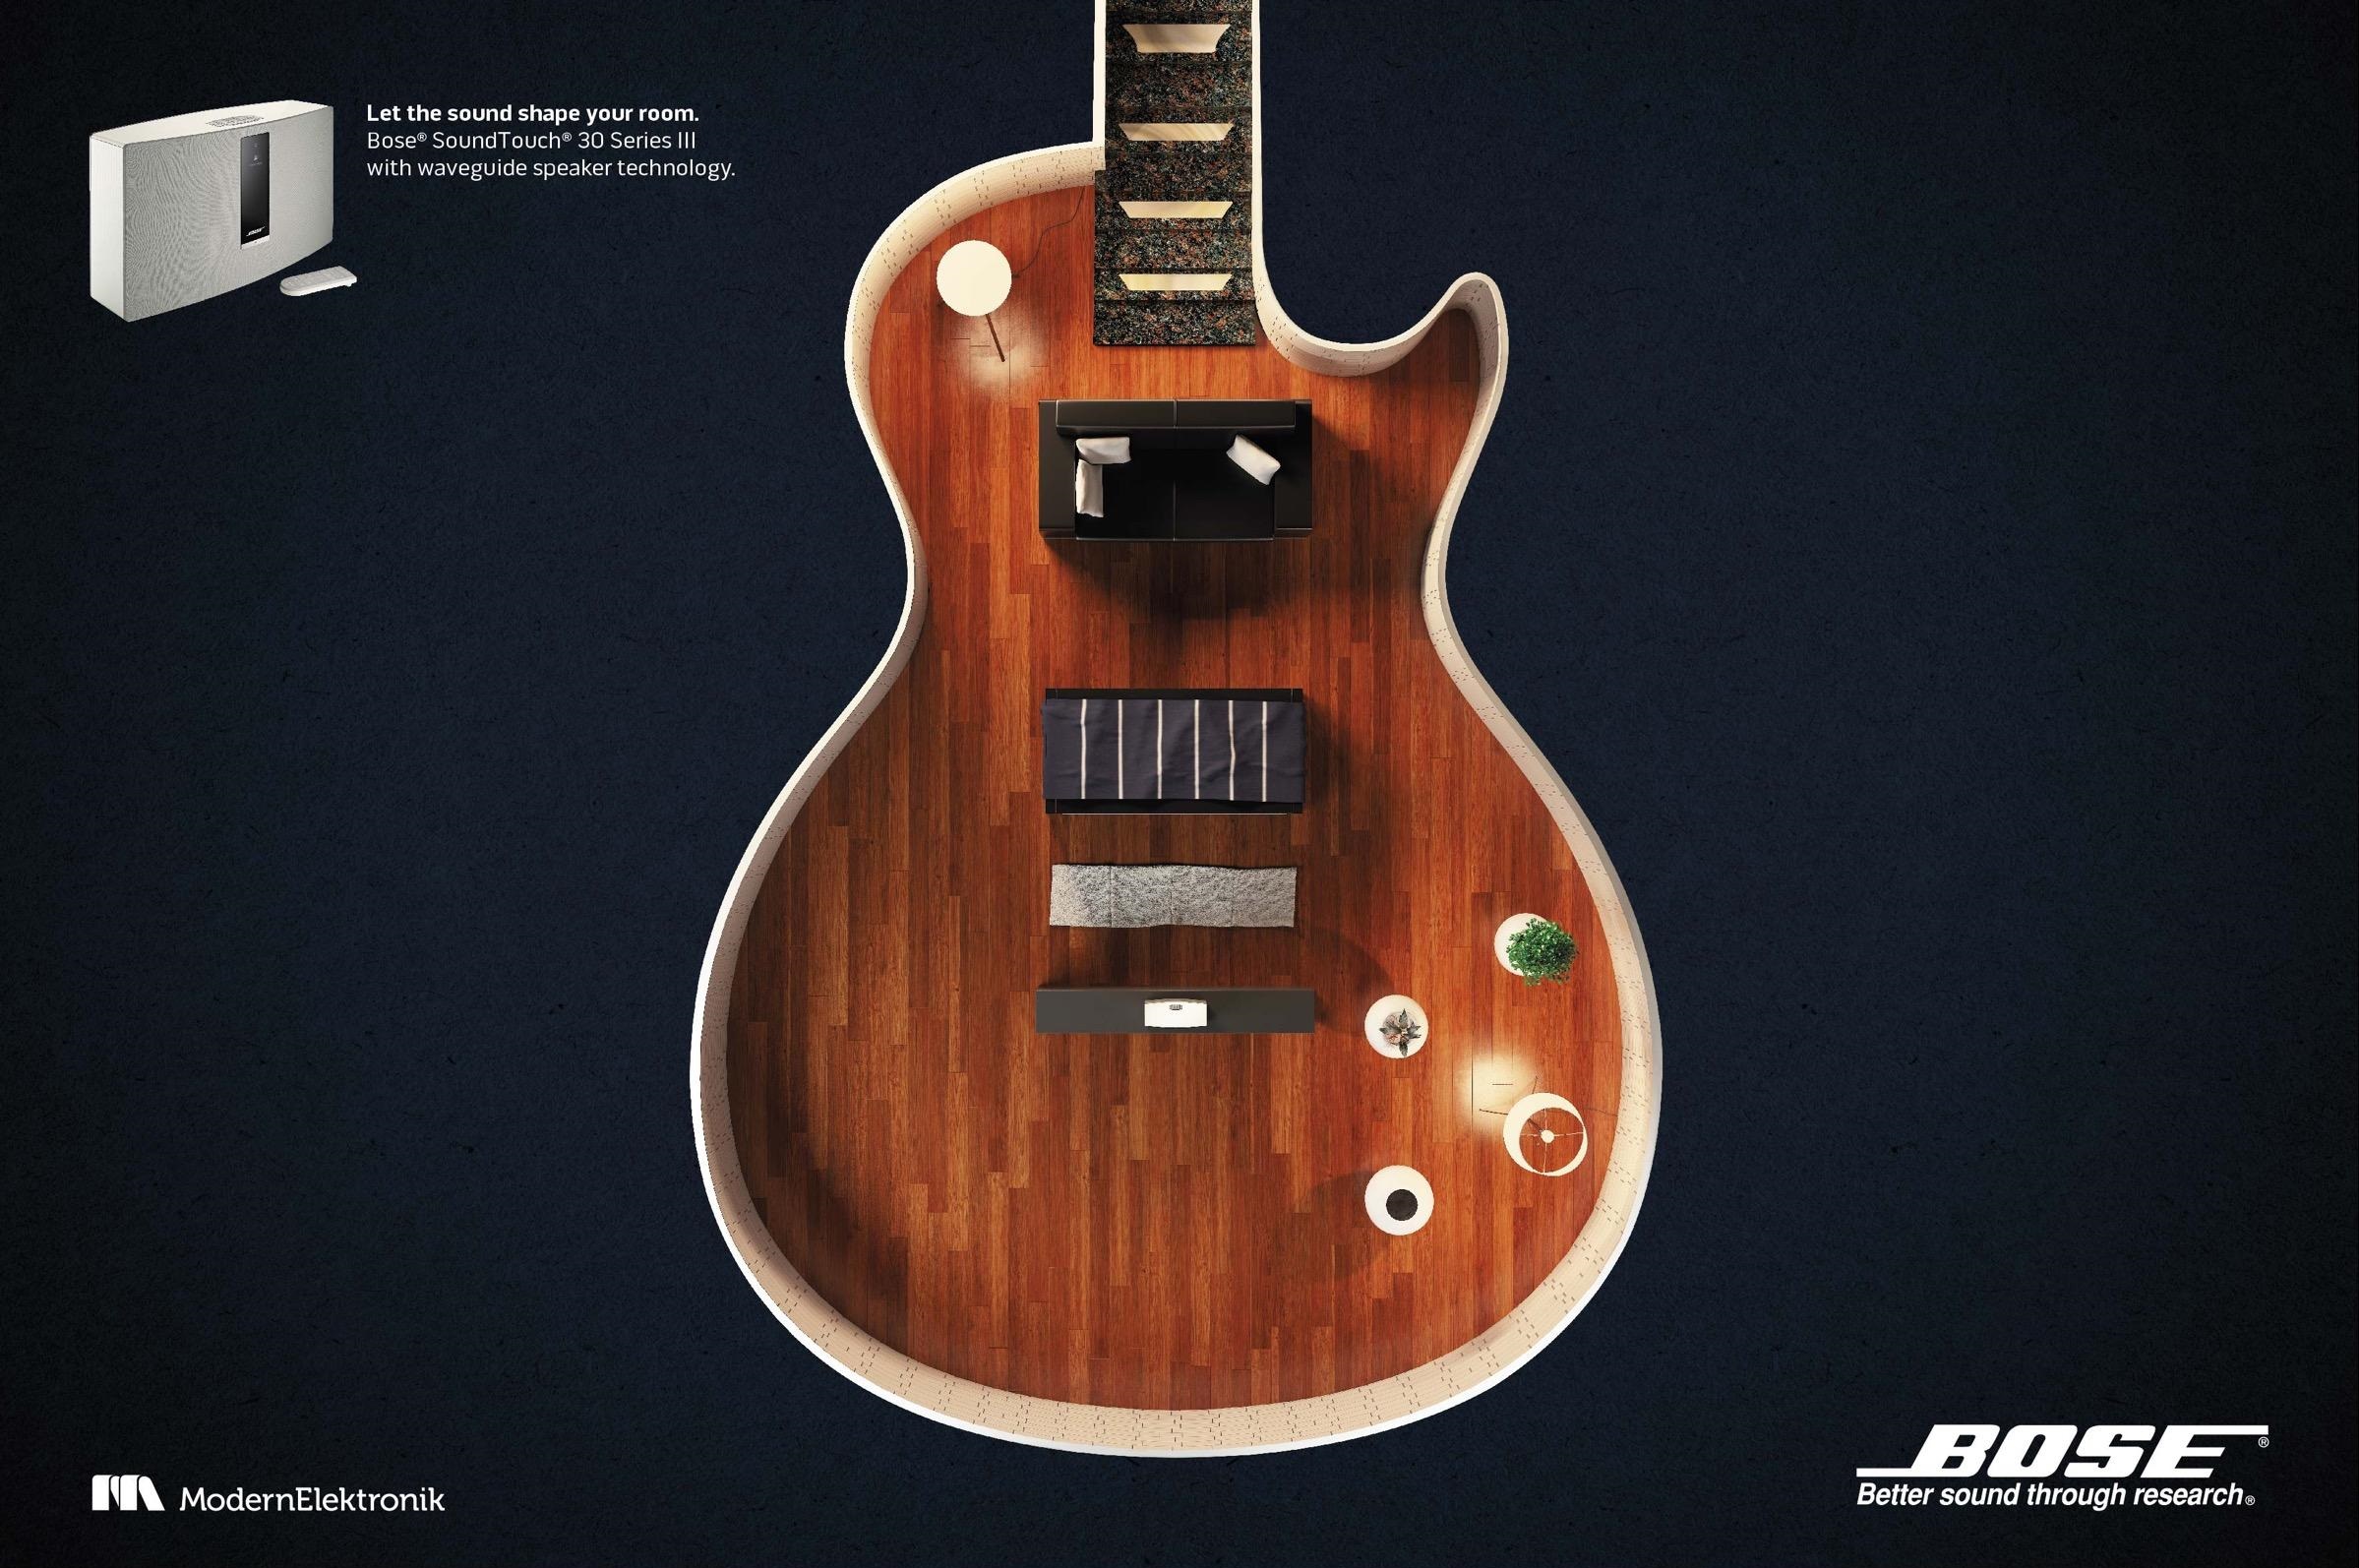 Let the sound shape your room.
Bose® SoundTouch® 30 Series III
with waveguide speaker technology.
BOSE
ModernElektronik
BOSE®
Better sound through research®